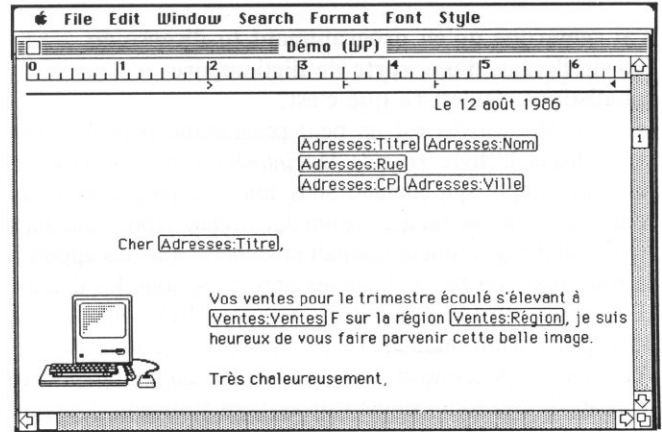 File Edit Window Search Format Font Style
Démo (WP)
0 1 2 3 4 5 6
Le 12 août 1986
1
Adresses:Titre Adresses:Nom
Adresses:Rue
Adresses:CP Adresses:Ville
Cher Adresses:Titre,
Vos ventes pour le trimestre écoulé s'élevant à
Ventes:Ventes F sur la région Ventes:Région, je suis
heureux de vous faire parvenir cette belle image.
Très chaleureusement,